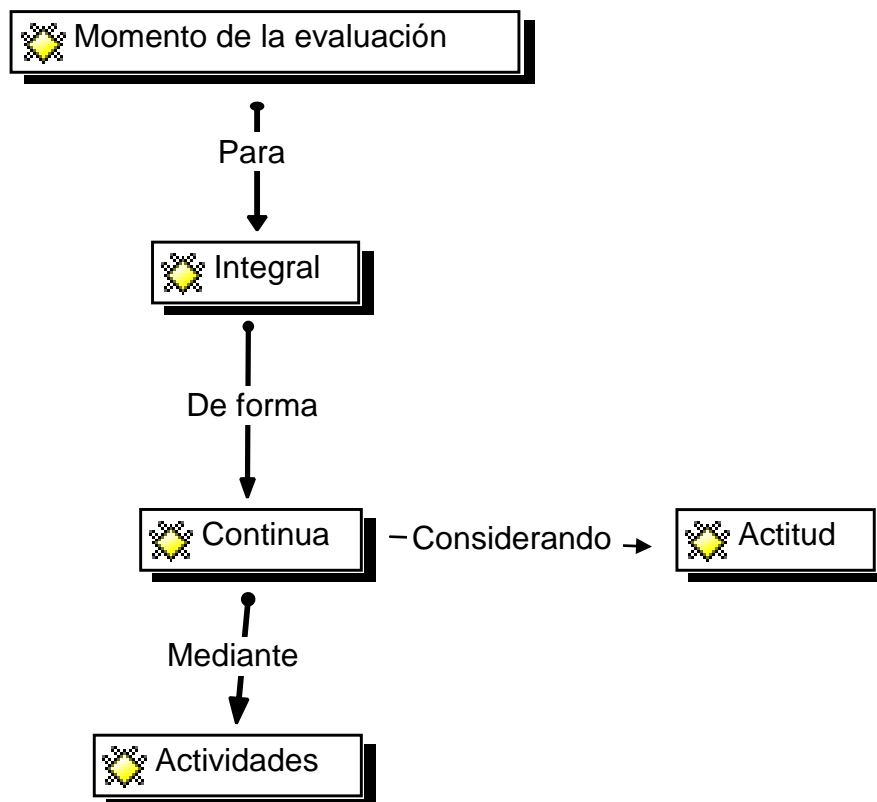 Momento de la evaluación
Para
Integral
De forma
Continua
Considerando
Actitud
Mediante
Actividades